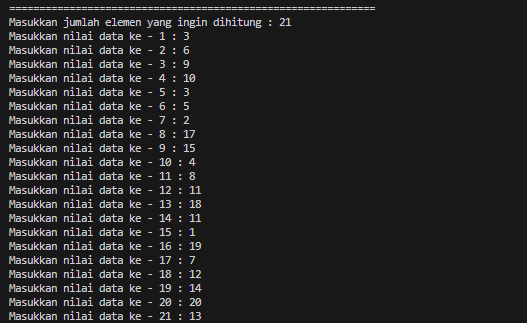 =============================================================
Masukkan jumlah elemen yang ingin dihitung : 21
Masukkan nilai data ke - 1 : 3
Masukkan nilai data ke - 2 : 6
Masukkan nilai data ke - 3 : 9
Masukkan nilai data ke - 4 : 10
Masukkan nilai data ke - 5 : 3
Masukkan nilai data ke - 6 : 5
Masukkan nilai data ke - 7 : 2
Masukkan nilai data ke - 8 : 17
Masukkan nilai data ke - 9 : 15
Masukkan nilai data ke - 10 : 4
Masukkan nilai data ke - 11 : 8
Masukkan nilai data ke - 12 : 11
Masukkan nilai data ke - 13 : 18
Masukkan nilai data ke - 14 : 11
Masukkan nilai data ke - 15 : 1
Masukkan nilai data ke - 16 : 19
Masukkan nilai data ke - 17 : 7
Masukkan nilai data ke - 18 : 12
Masukkan nilai data ke - 19 : 14
Masukkan nilai data ke - 20 : 20
Masukkan nilai data ke - 21 : 13